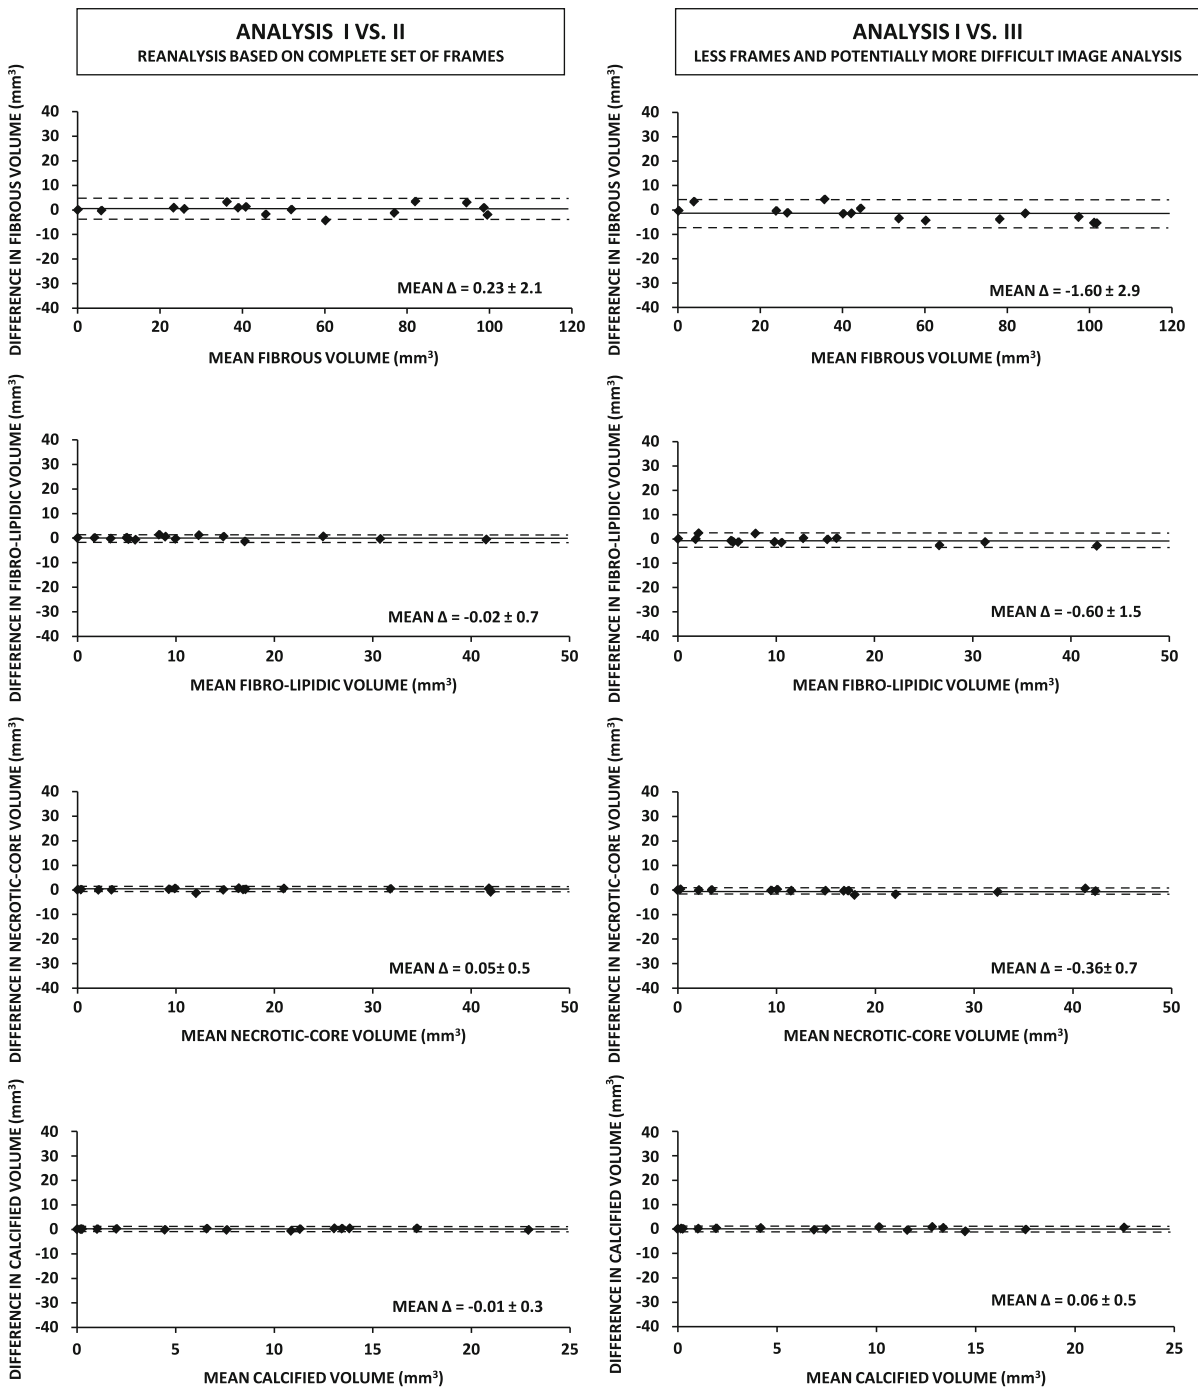 ANALYSIS I VS. II
REANALYSIS BASED ON COMPLETE SET OF FRAMES
ANALYSIS I VS. III
LESS FRAMES AND POTENTIALLY MORE DIFFICULT IMAGE ANALYSIS
DIFFERENCE IN FIBROUS VOLUME (mm³)
40
30
20
10
0
-10
-20
-30
-40
MEAN Δ = 0.23 ± 2.1
0 20 40 60 80 100 120
MEAN FIBROUS VOLUME (mm³)
DIFFERENCE IN FIBROUS VOLUME (mm³)
40
30
20
10
0
-10
-20
-30
-40
MEAN Δ = -1.60 ± 2.9
0 20 40 60 80 100 120
MEAN FIBROUS VOLUME (mm³)
DIFFERENCE IN FIBRO-LIPIDIC VOLUME (mm³)
40
30
20
10
0
-10
-20
-30
-40
MEAN Δ = -0.02 ± 0.7
0 10 20 30 40 50
MEAN FIBRO-LIPIDIC VOLUME (mm³)
DIFFERENCE IN FIBRO-LIPIDIC VOLUME (mm³)
40
30
20
10
0
-10
-20
-30
-40
MEAN Δ = -0.60 ± 1.5
0 10 20 30 40 50
MEAN FIBRO-LIPIDIC VOLUME (mm³)
DIFFERENCE IN NECROTIC-CORE VOLUME (mm³)
40
30
20
10
0
-10
-20
-30
-40
MEAN Δ = 0.05± 0.5
0 10 20 30 40 50
MEAN NECROTIC-CORE VOLUME (mm³)
DIFFERENCE IN NECROTIC-CORE VOLUME (mm³)
40
30
20
10
0
-10
-20
-30
-40
MEAN Δ = -0.36± 0.7
0 10 20 30 40 50
MEAN NECROTIC-CORE VOLUME (mm³)
DIFFERENCE IN CALCIFIED VOLUME (mm³)
40
30
20
10
0
-10
-20
-30
-40
MEAN Δ = -0.01 ± 0.3
0 5 10 15 20 25
MEAN CALCIFIED VOLUME (mm³)
DIFFERENCE IN CALCIFIED VOLUME (mm³)
40
30
20
10
0
-10
-20
-30
-40
MEAN Δ = 0.06 ± 0.5
0 5 10 15 20 25
MEAN CALCIFIED VOLUME (mm³)